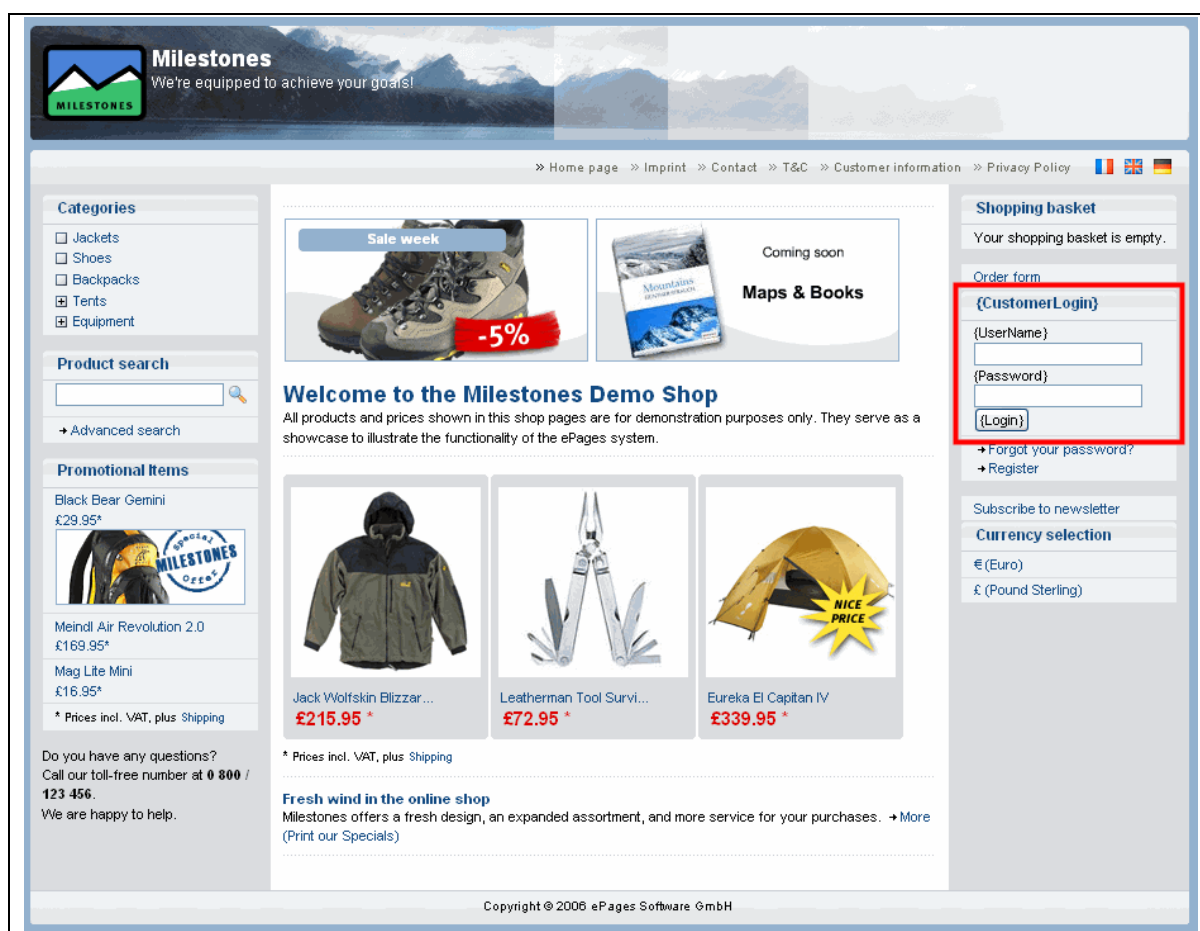 Milestones
We're equipped to achieve your goals!
MILESTONES
» Home page » Imprint » Contact » T&C » Customer information » Privacy Policy
Categories
Jackets
Shoes
Backpacks
Tents
Equipment
Product search
Advanced search
Promotional Items
Black Bear Gemini
£29.95*
Special
MILESTONES
Offer
Meindl Air Revolution 2.0
£169.95*
Mag Lite Mini
£16.95*
* Prices incl. VAT, plus Shipping
Do you have any questions?
Call our toll-free number at 0 800 /
123 456.
We are happy to help.
Sale week
-5%
Mountains
Coming soon
Maps & Books
Welcome to the Milestones Demo Shop
All products and prices shown in this shop pages are for demonstration purposes only. They serve as a
showcase to illustrate the functionality of the ePages system.
NICE
PRICE
Jack Wolfskin Blizzar...
£215.95 *
Leatherman Tool Survi...
£72.95 *
Eureka El Capitan IV
£339.95 *
* Prices incl. VAT, plus Shipping
Fresh wind in the online shop
Milestones offers a fresh design, an expanded assortment, and more service for your purchases. More
(Print our Specials)
Shopping basket
Your shopping basket is empty.
Order form
{CustomerLogin}
{UserName}
{Password}
{Login}
Forgot your password?
Register
Subscribe to newsletter
Currency selection
€ (Euro)
£ (Pound Sterling)
Copyright © 2006 ePages Software GmbH